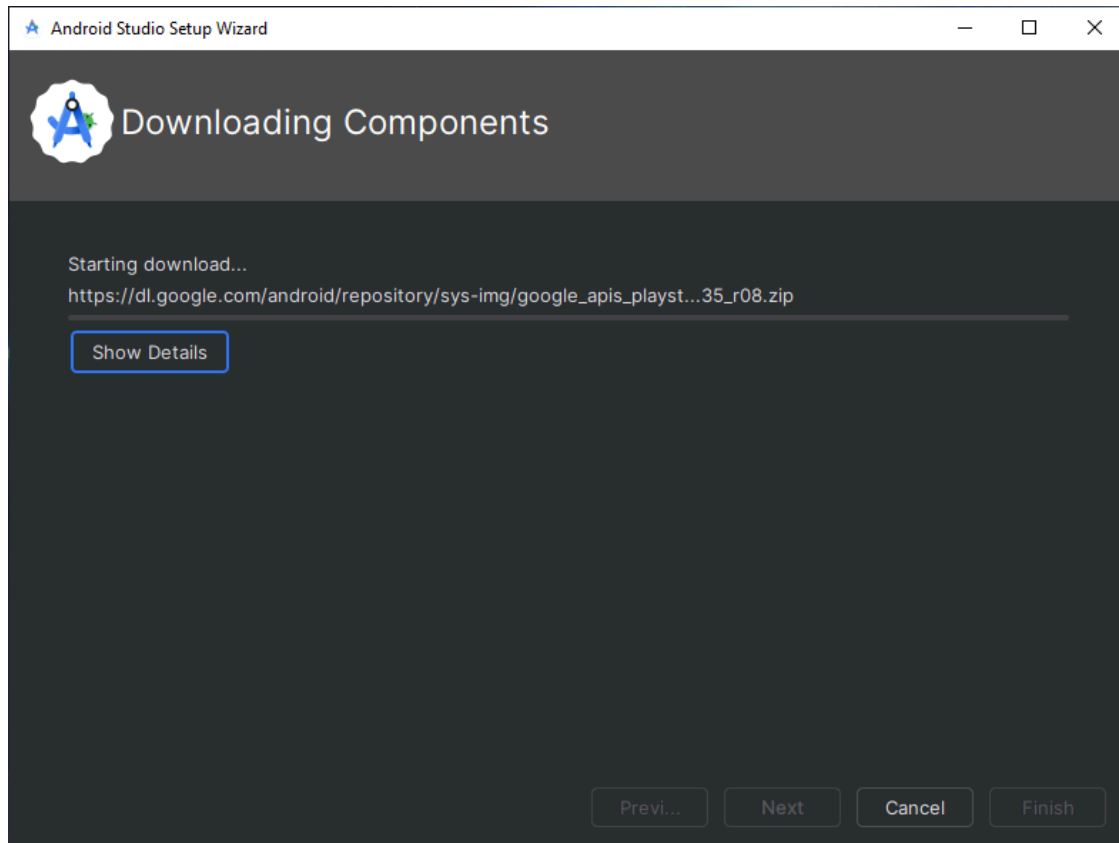 Android Studio Setup Wizard
Downloading Components
Starting download...
https://dl.google.com/android/repository/sys-img/google_apis_playst...35_r08.zip
Show Details
Previ...
Next
Cancel
Finish